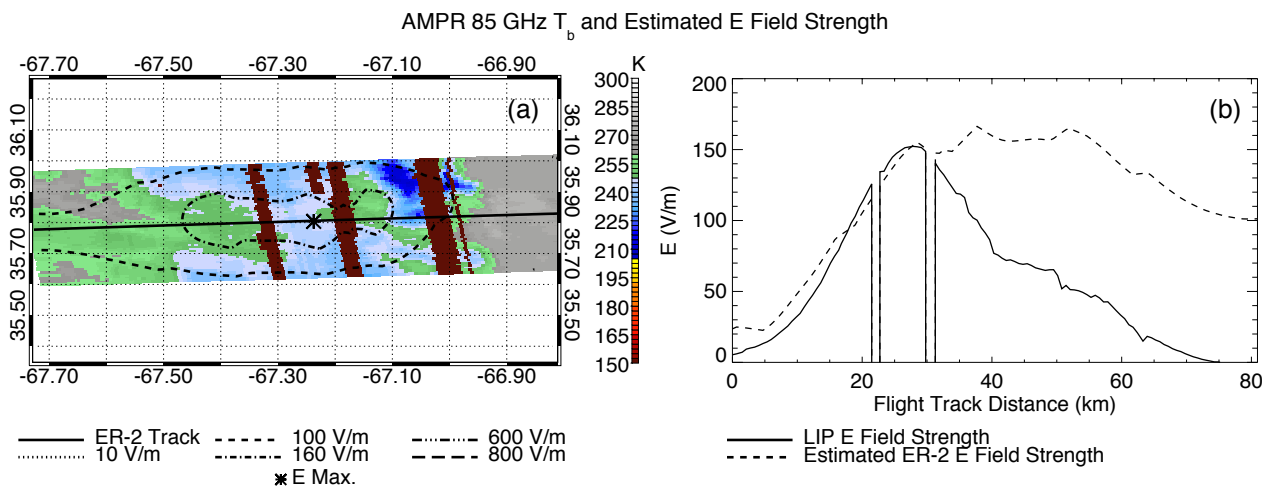 AMPR 85 GHz Tb and Estimated E Field Strength
-67.70 -67.50 -67.30 -67.10 -66.90
K
(a)
36.10
35.90
35.70
35.50
36.10
35.90
35.70
35.50
300
285
270
255
240
225
210
195
180
165
150
-67.70 -67.50 -67.30 -67.10 -66.90
ER-2 Track
10 V/m
100 V/m
160 V/m
600 V/m
800 V/m
E Max.
(b)
200
150
100
50
0
E (V/m)
0 20 40 60 80
Flight Track Distance (km)
LIP E Field Strength
Estimated ER-2 E Field Strength